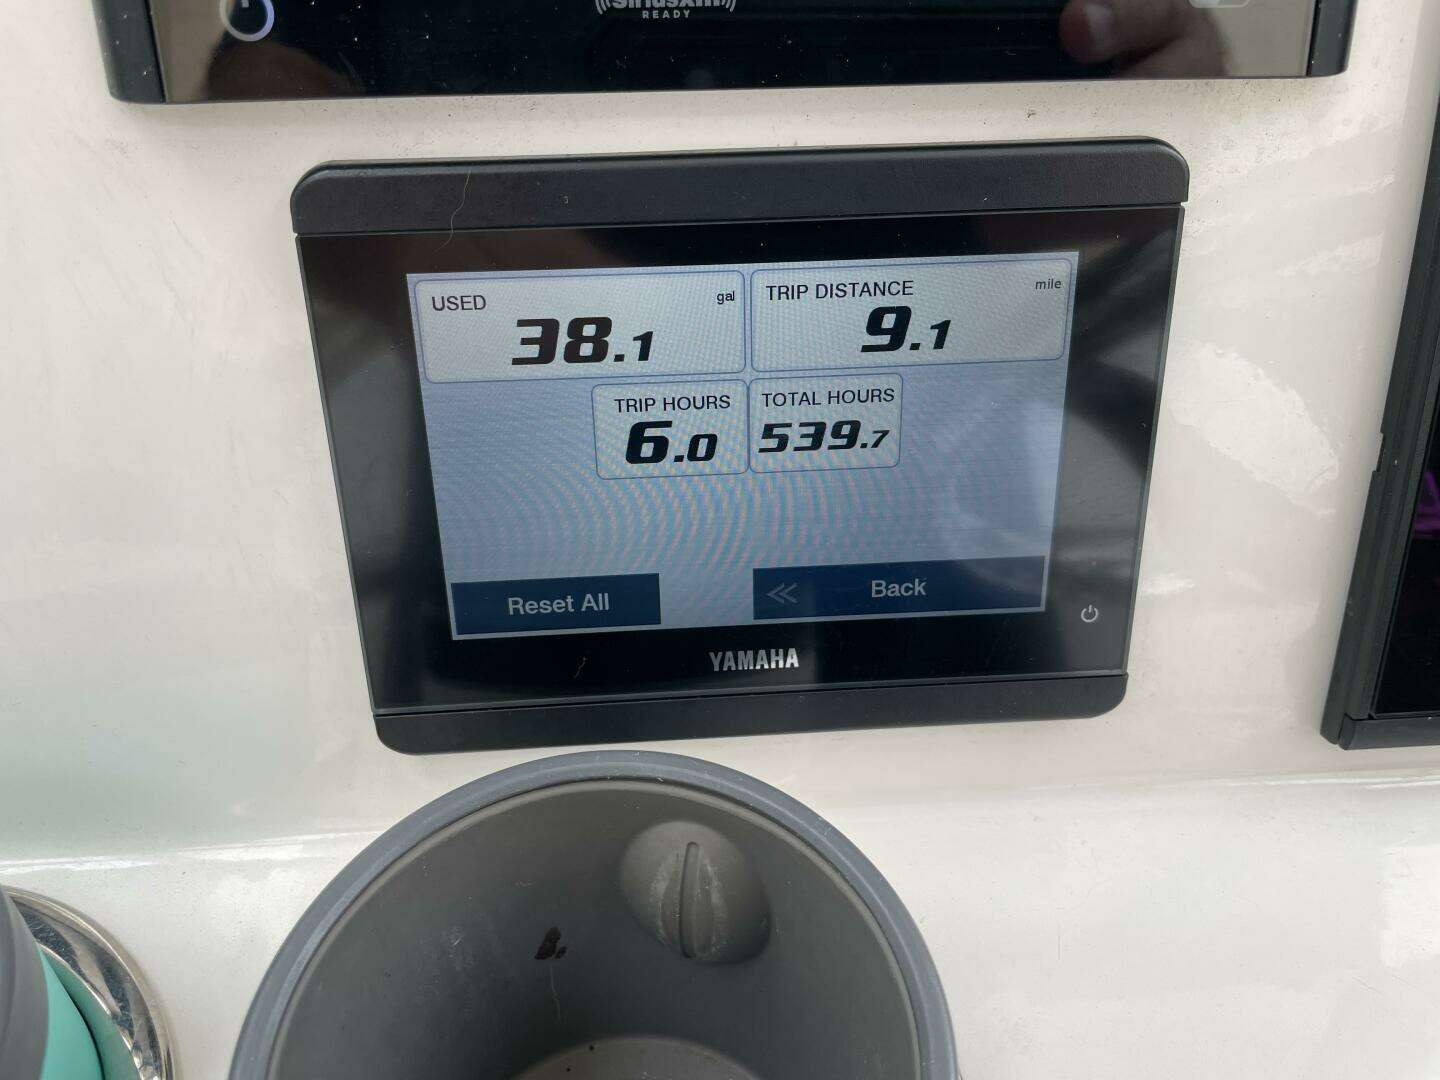 SiriusXM
READY
USED gal
38.1
TRIP DISTANCE mile
9.1
TRIP HOURS
6.0
TOTAL HOURS
539.7
Reset All
Back
YAMAHA